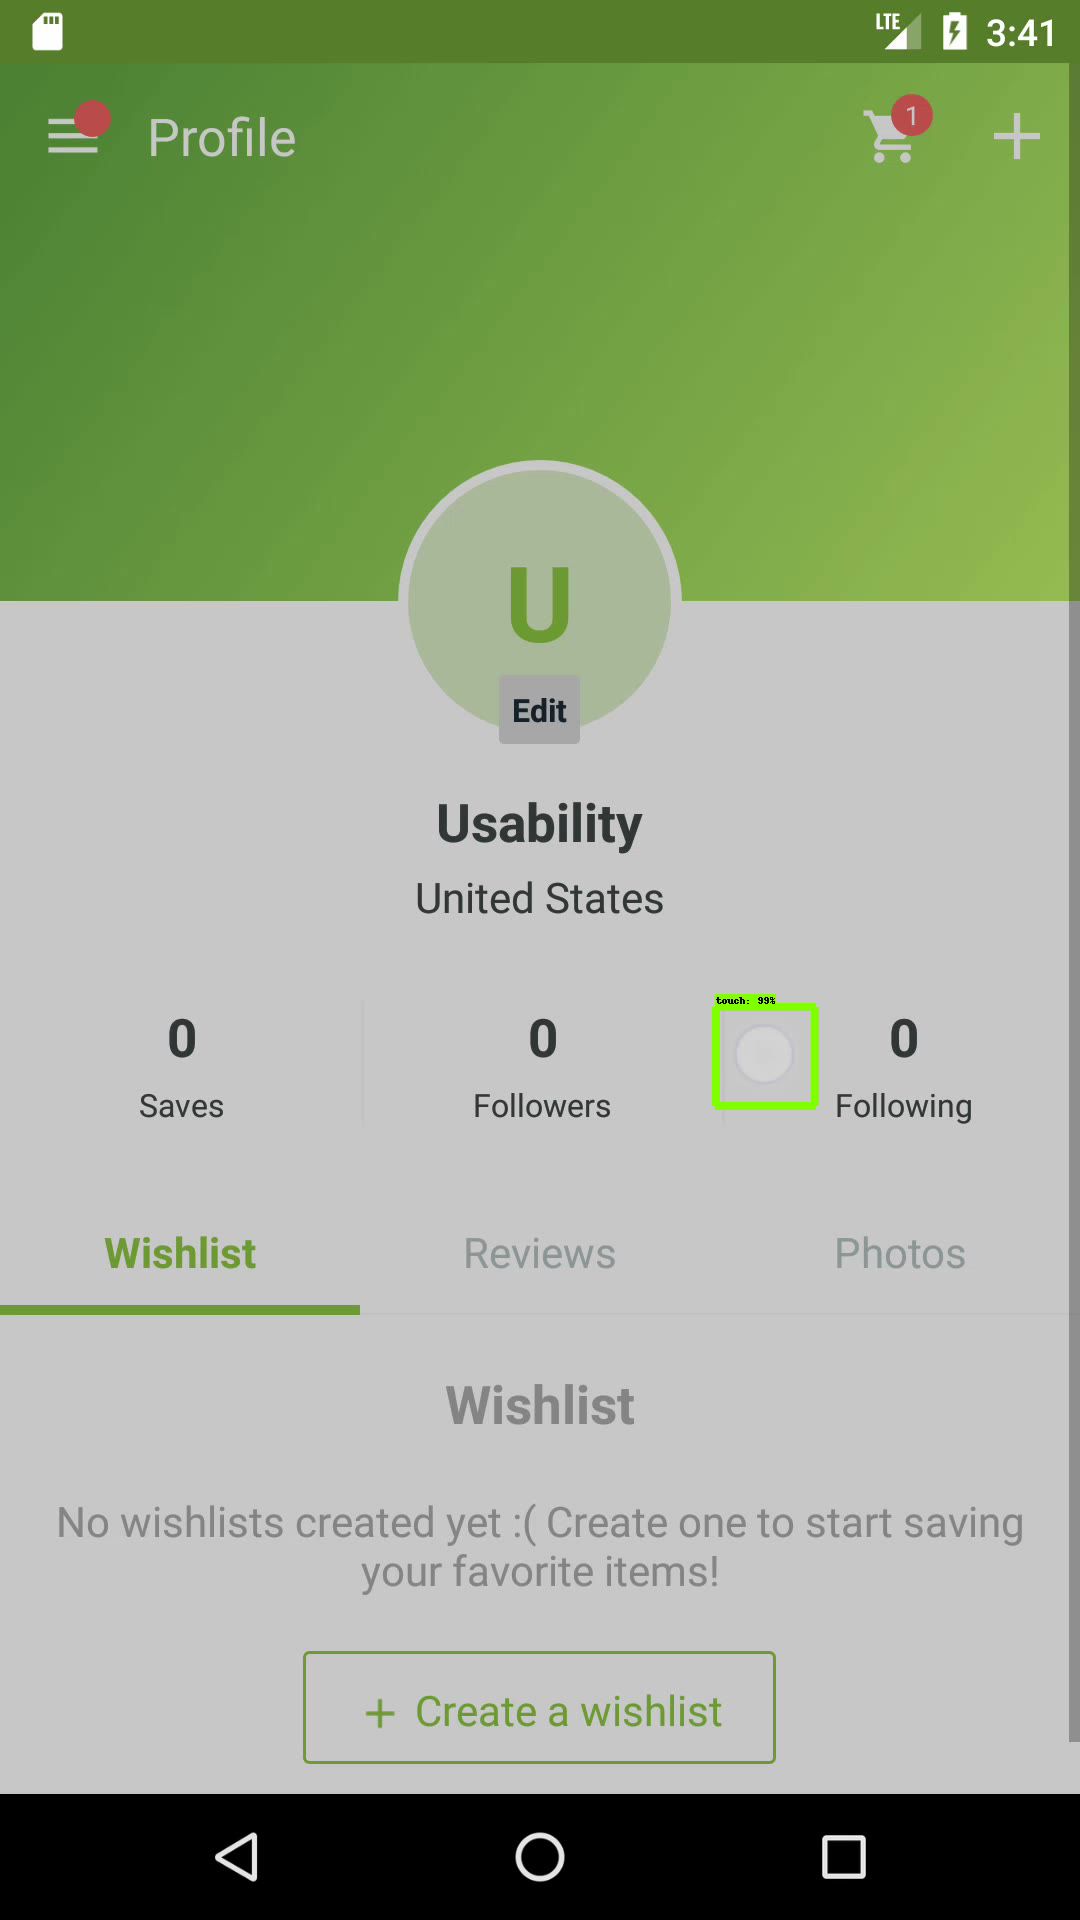 LTE 3:41
Profile
1
U
Edit
Usability
United States
touch: 99%
0 0 0
Saves Followers Following
Wishlist Reviews Photos
Wishlist
No wishlists created yet :( Create one to start saving
your favorite items!
+ Create a wishlist